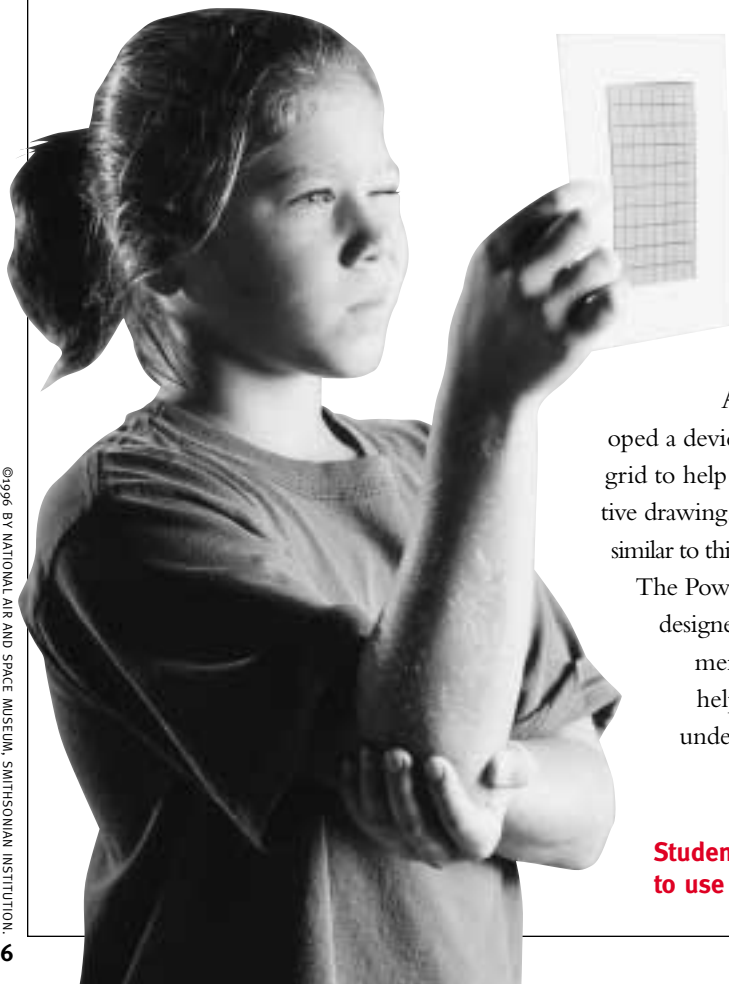 A
oped a devic
grid to help
tive drawing.
similar to thi
The Pow
designe
me
hel
unde
Studen
to use
©1996 BY NATIONAL AIR AND SPACE MUSEUM, SMITHSONIAN INSTITUTION.
6